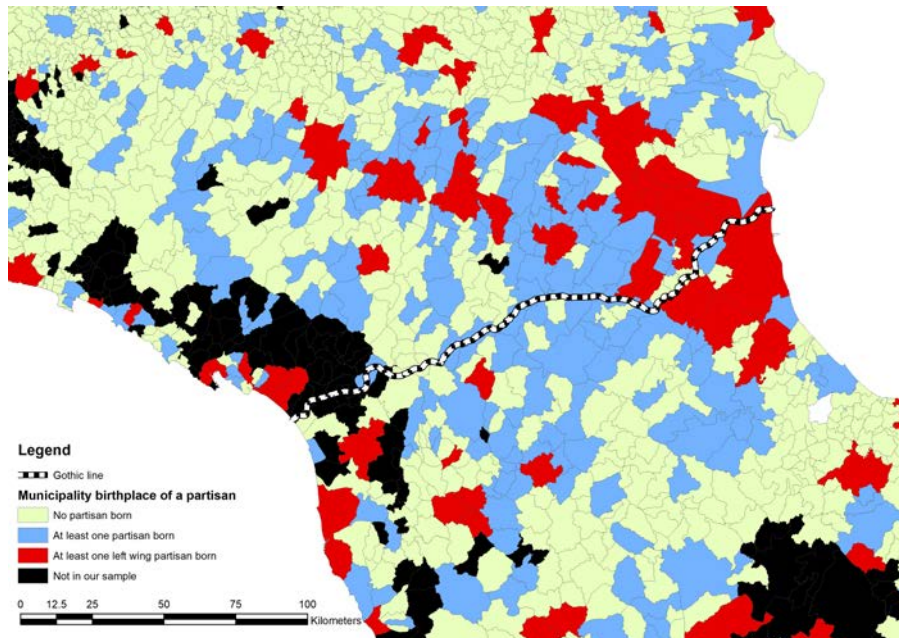 Legend
Gothic line
Municipality birthplace of a partisan
No partisan born
At least one partisan born
At least one left wing partisan born
Not in our sample
0 12.5 25 50 75 100
Kilometers